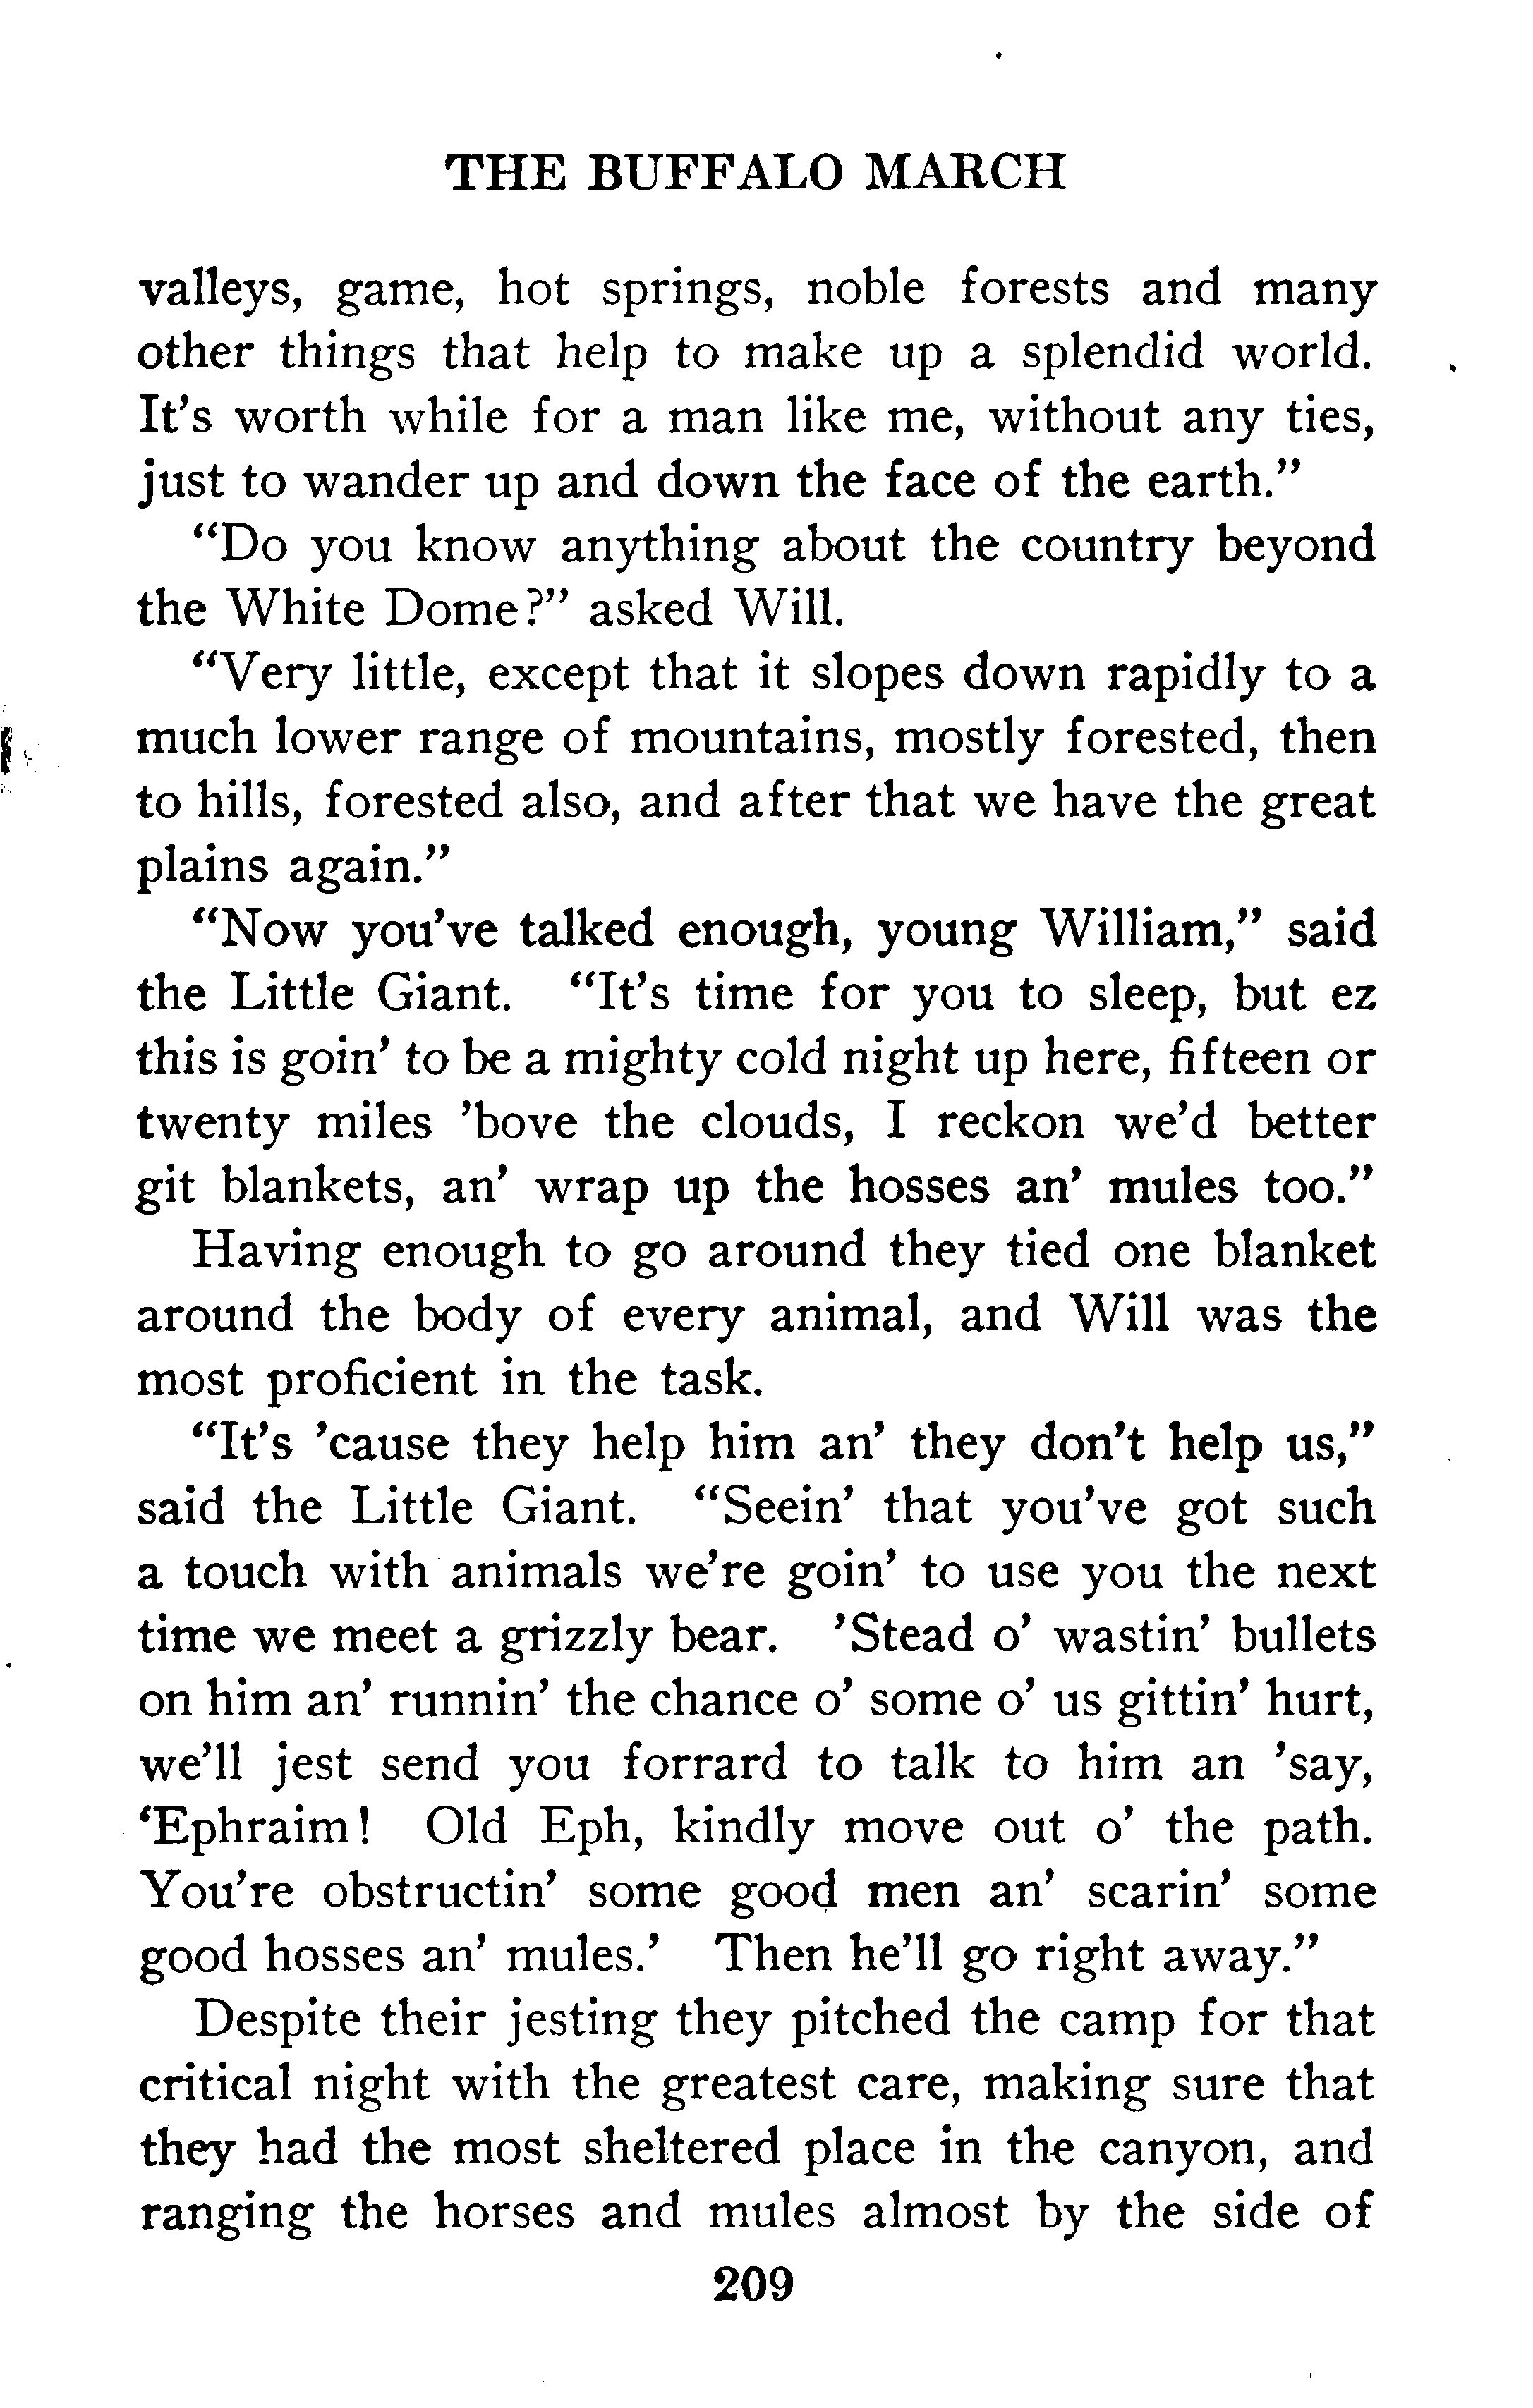 THE BUFFALO MARCH
valleys, game, hot springs, noble forests and many
other things that help to make up a splendid world.
It's worth while for a man like me, without any ties,
just to wander up and down the face of the earth."
"Do you know anything about the country beyond
the White Dome?" asked Will.
"Very little, except that it slopes down rapidly to a
much lower range of mountains, mostly forested, then
to hills, forested also, and after that we have the great
plains again."
"Now you've talked enough, young William," said
the Little Giant. "It's time for you to sleep, but ez
this is goin' to be a mighty cold night up here, fifteen or
twenty miles 'bove the clouds, I reckon we'd better
git blankets, an' wrap up the hosses an' mules too."
Having enough to go around they tied one blanket
around the body of every animal, and Will was the
most proficient in the task.
"It's 'cause they help him an' they don't help us,"
said the Little Giant. "Seein' that you've got such
a touch with animals we're goin' to use you the next
time we meet a grizzly bear. 'Stead o' wastin' bullets
on him an' runnin' the chance o' some o' us gittin' hurt,
we'll jest send you forrard to talk to him an 'say,
'Ephraim! Old Eph, kindly move out o' the path.
You're obstructin' some good men an' scarin' some
good hosses an' mules.' Then he'll go right away."
Despite their jesting they pitched the camp for that
critical night with the greatest care, making sure that
they had the most sheltered place in the canyon, and
ranging the horses and mules almost by the side of
209